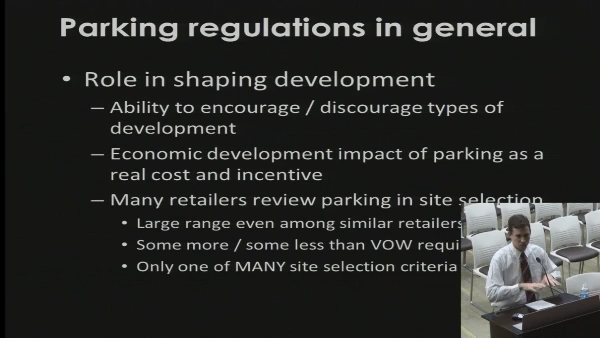 Parking regulations in general
• Role in shaping development
– Ability to encourage / discourage types of
development
– Economic development impact of parking as a
real cost and incentive
– Many retailers review parking in site selection
• Large range even among similar retailers
• Some more / some less than VOW requi
• Only one of MANY site selection criteria